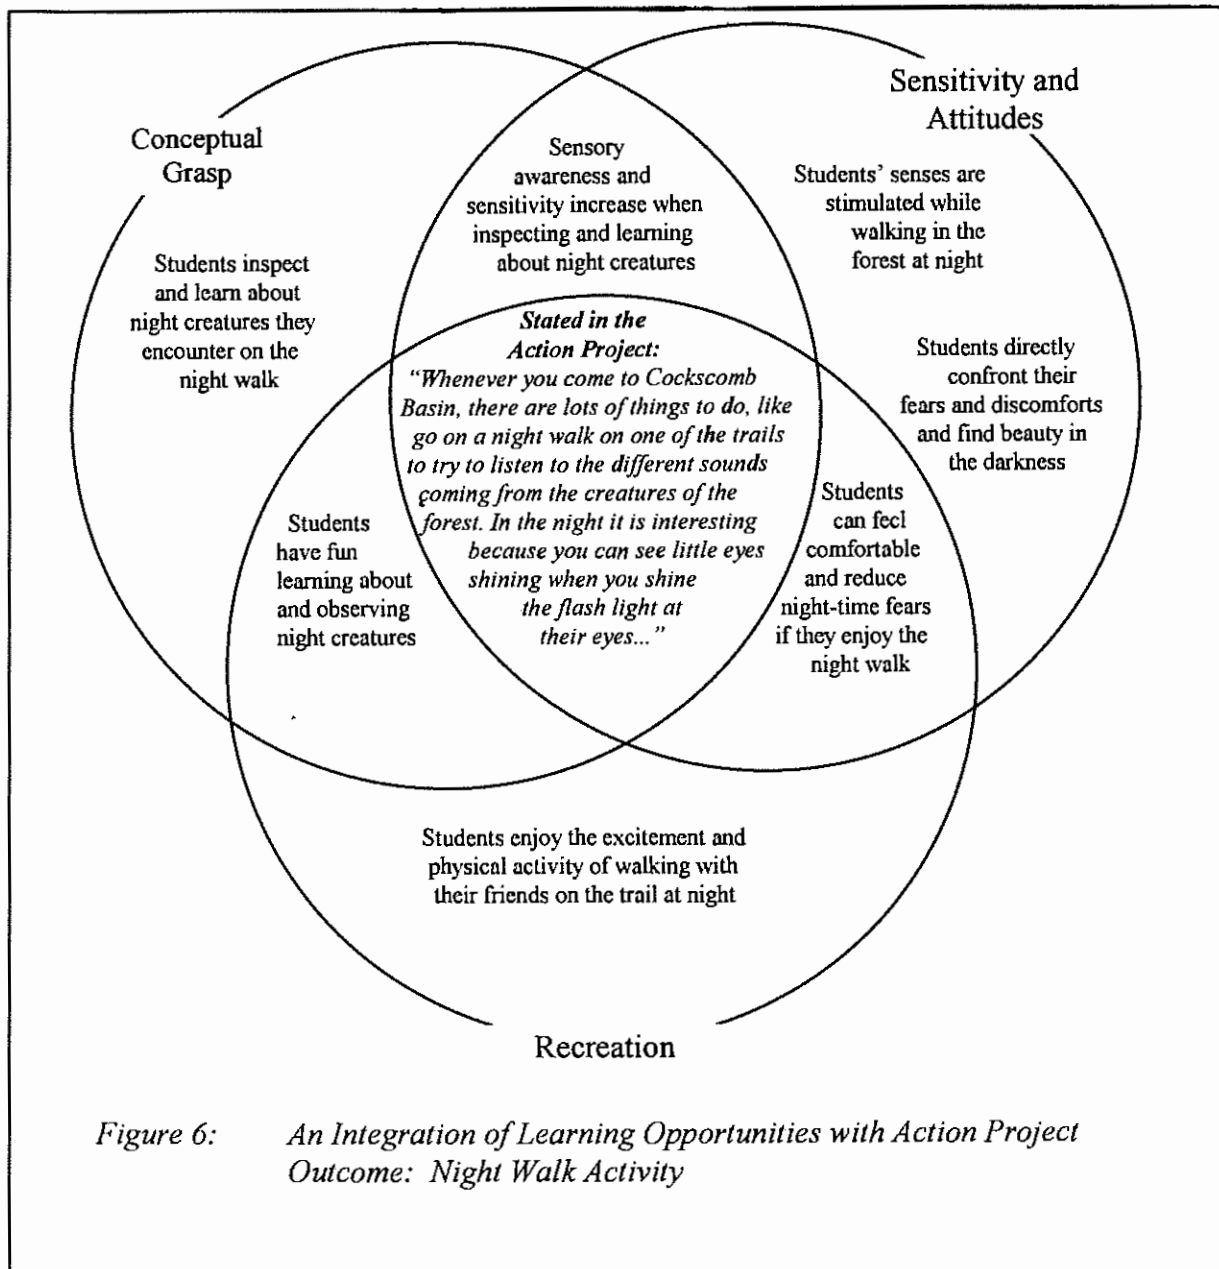 Conceptual
Grasp
Sensitivity and
Attitudes
Sensory
awareness and
sensitivity increase when
inspecting and learning
about night creatures
Students' senses are
stimulated while
walking in the
forest at night
Students inspect
and learn about
night creatures they
encounter on the
night walk
Students directly
confront their
fears and discomforts
and find beauty in
the darkness
Stated in the
Action Project:
"Whenever you come to Cockscomb
Basin, there are lots of things to do, like
go on a night walk on one of the trails
to try to listen to the different sounds
coming from the creatures of the
forest. In the night it is interesting
because you can see little eyes
shining when you shine
the flash light at
their eyes..."
Students
have fun
learning about
and observing
night creatures
Students
can feel
comfortable
and reduce
night-time fears
if they enjoy the
night walk
Students enjoy the excitement and
physical activity of walking with
their friends on the trail at night
Recreation
Figure 6: An Integration of Learning Opportunities with Action Project
Outcome: Night Walk Activity